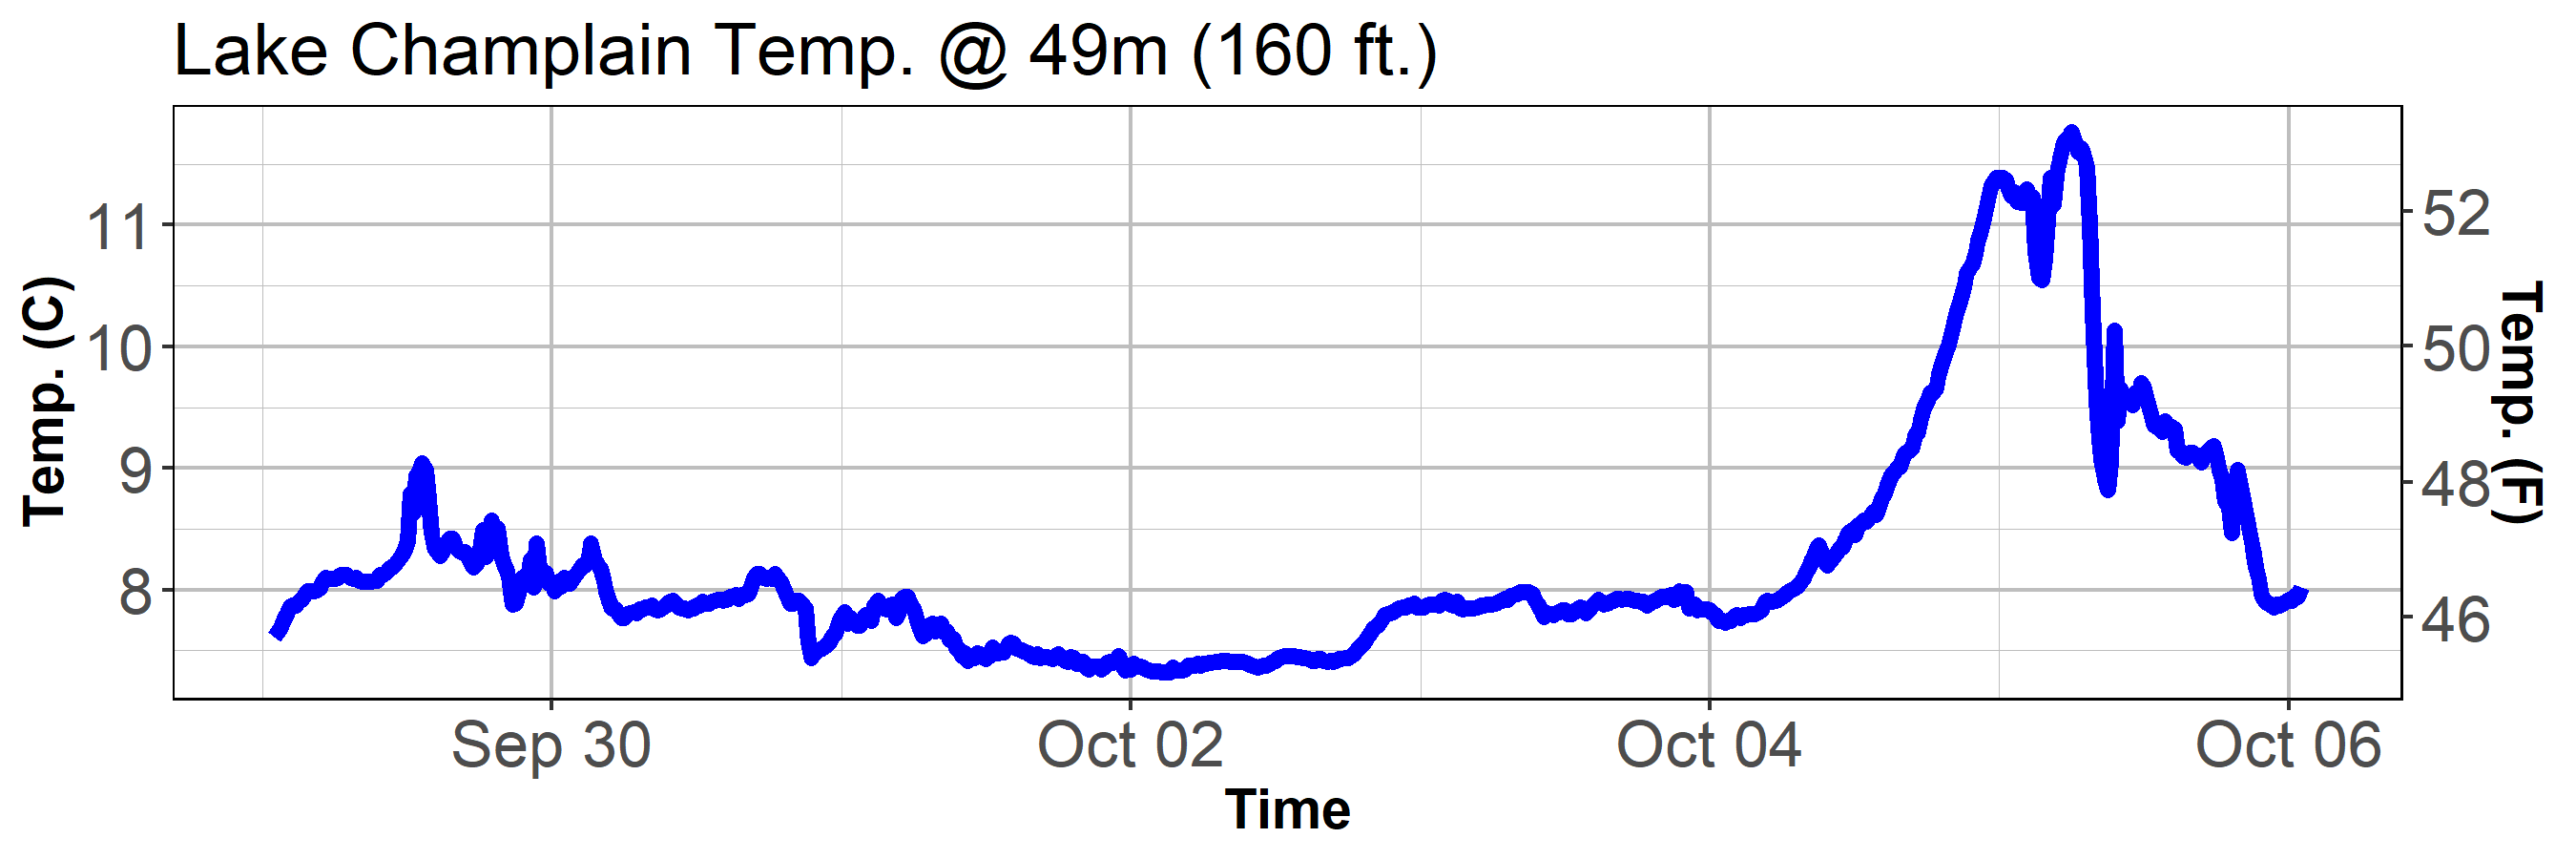 Lake Champlain Temp. @ 49m (160 ft.)
Temp. (C)
11
10
9
8
52
50
48
46
Temp. (F)
Sep 30
Oct 02
Oct 04
Oct 06
Time